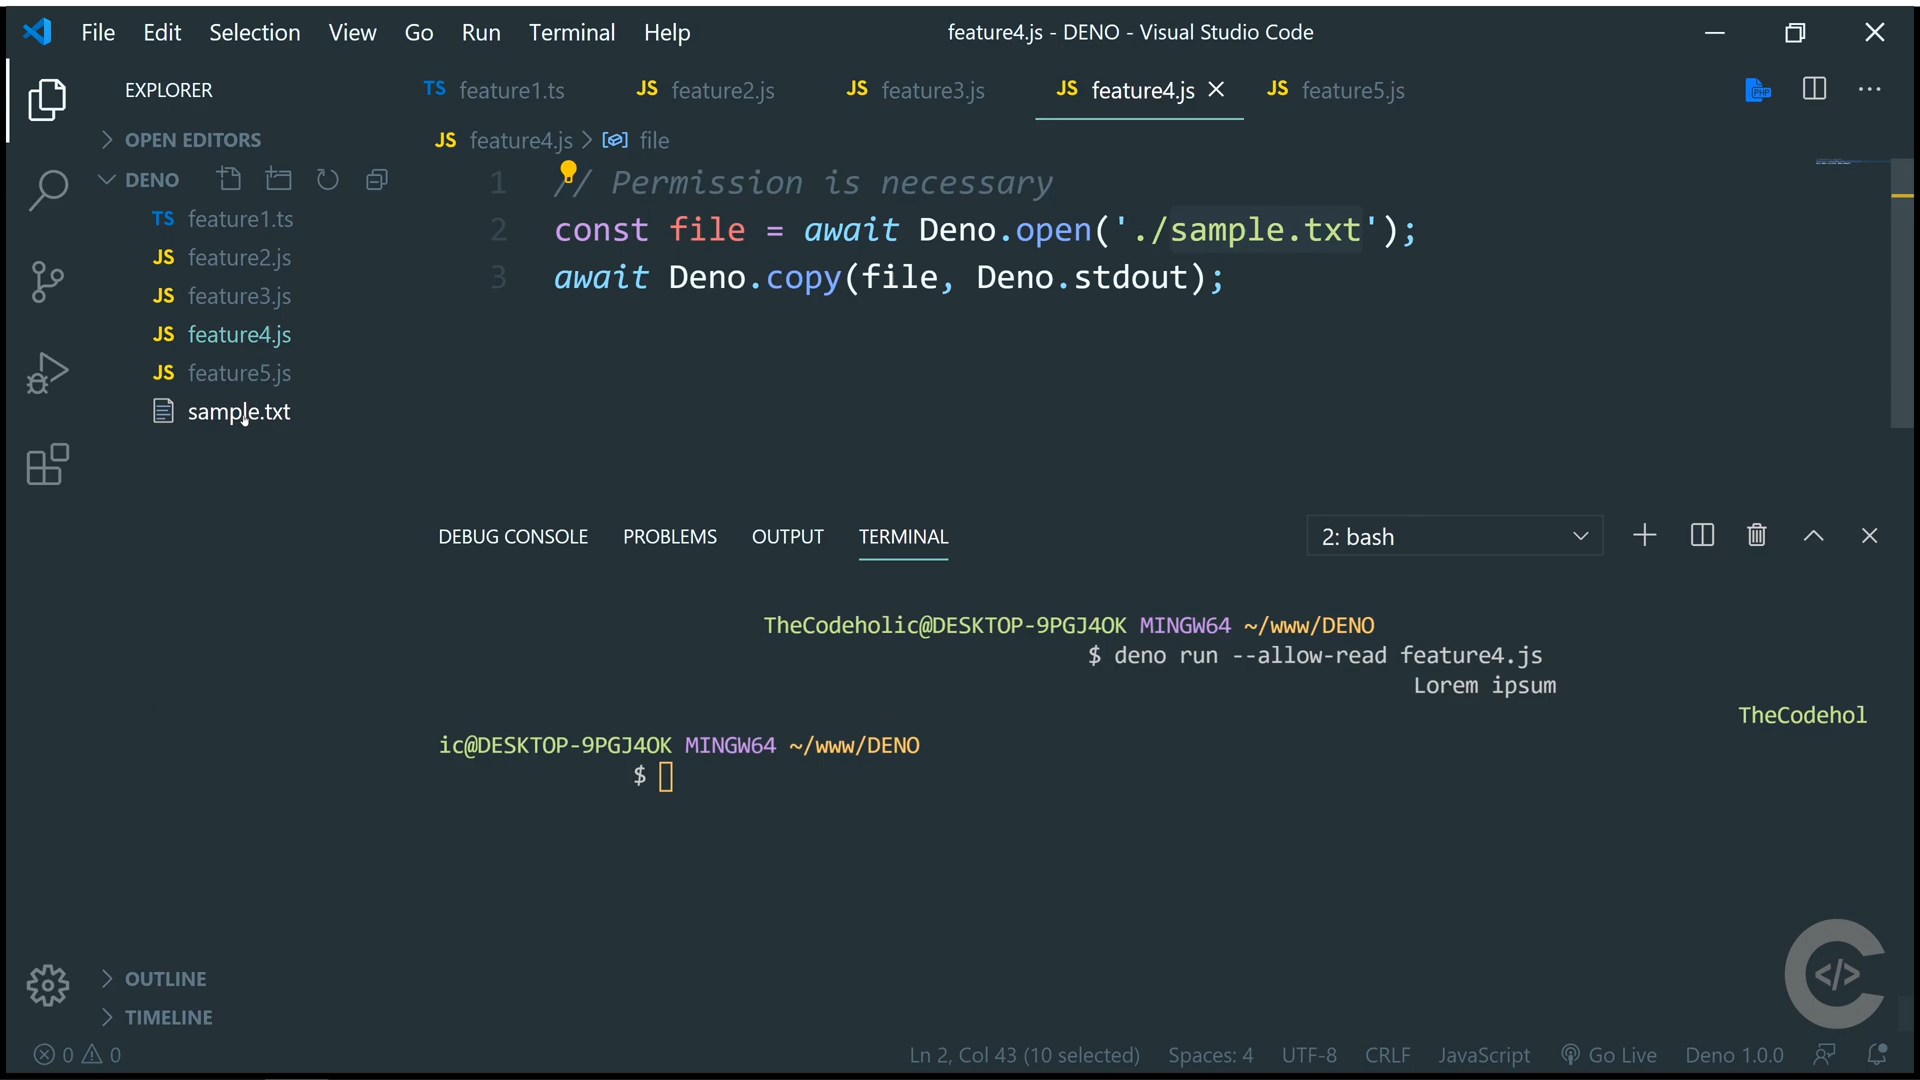 File Edit Selection View Go Run Terminal Help feature4.js - DENO - Visual Studio Code
EXPLORER
TS feature1.ts JS feature2.js JS feature3.js JS feature4.js JS feature5.js PHP
OPEN EDITORS
JS feature4.js > file
DENO
TS feature1.ts
JS feature2.js
JS feature3.js
JS feature4.js
JS feature5.js
sample.txt
1 // Permission is necessary
2 const file = await Deno.open('./sample.txt');
3 await Deno.copy(file, Deno.stdout);
DEBUG CONSOLE PROBLEMS OUTPUT TERMINAL 2: bash
TheCodeholic@DESKTOP-9PGJ4OK MINGW64 ~/www/DENO
$ deno run --allow-read feature4.js
Lorem ipsum
TheCodehol
ic@DESKTOP-9PGJ4OK MINGW64 ~/www/DENO
$
OUTLINE
TIMELINE
0 0 Ln 2, Col 43 (10 selected) Spaces: 4 UTF-8 CRLF JavaScript Go Live Deno 1.0.0
C </>